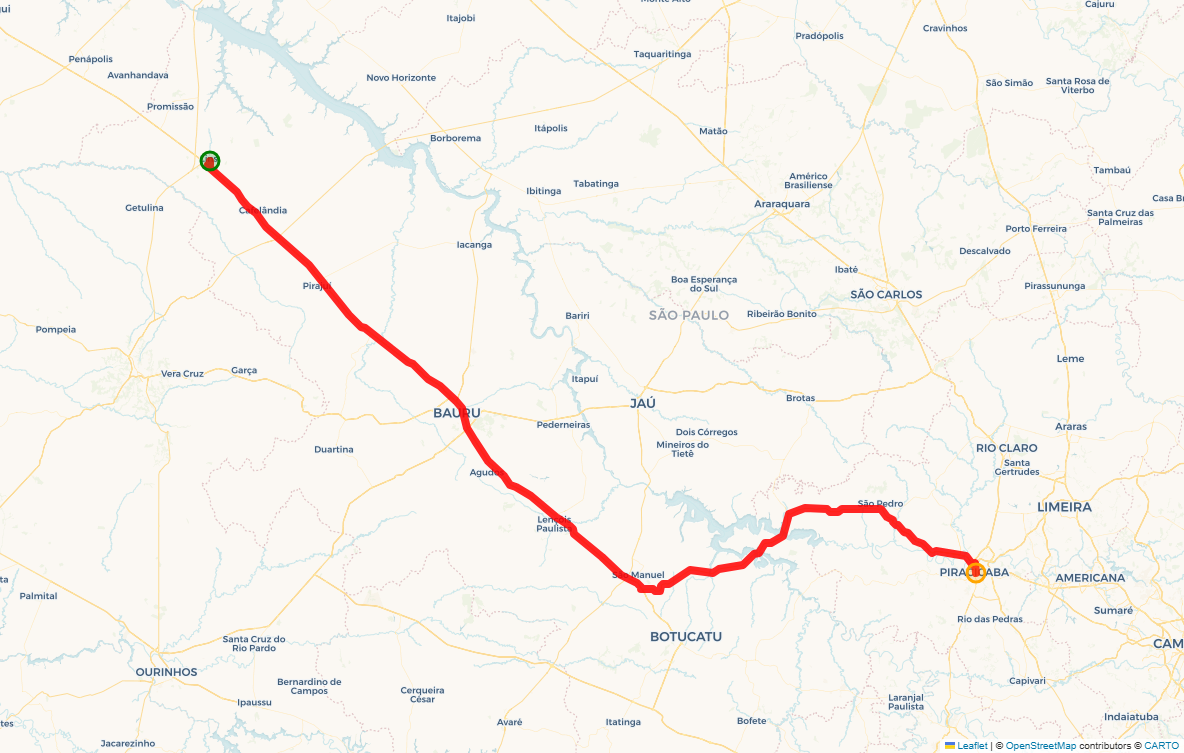 gui
Itajobi
Monte Alto
Cajuru
Pradópolis
Cravinhos
Penápolis
Avanhandava
Taquaritinga
Novo Horizonte
São Simão
Santa Rosa de
Viterbo
Promissão
Borborema
Itápolis
Matão
Tambaú
Américo
Brasiliense
Ibitinga
Tabatinga
Araraquara
Casa Br
Getulina
Cafelândia
Santa Cruz das
Palmeiras
Porto Ferreira
Iacanga
Descalvado
Ibaté
Boa Esperança
do Sul
Pirajuí
Pirassununga
SÃO CARLOS
Bariri
SÃO PAULO
Ribeirão Bonito
Pompeia
Leme
Vera Cruz
Garça
Itapuí
Brotas
JAÚ
BAURU
Pederneiras
Araras
Dois Córregos
Mineiros do
Tietê
Duartina
RIO CLARO
Santa
Gertrudes
Agudos
São Pedro
LIMEIRA
Lençóis
Paulista
São Manuel
PIRACICABA
AMERICANA
ta
Palmital
Sumaré
Rio das Pedras
BOTUCATU
Santa Cruz do
Rio Pardo
CAM
OURINHOS
Bernardino de
Campos
Cerqueira
César
Capivari
Ipaussu
Laranjal
Paulista
Indaiatuba
tes
Avaré
Itatinga
Bofete
Jacarezinho
Leaflet | © OpenStreetMap contributors © CARTO